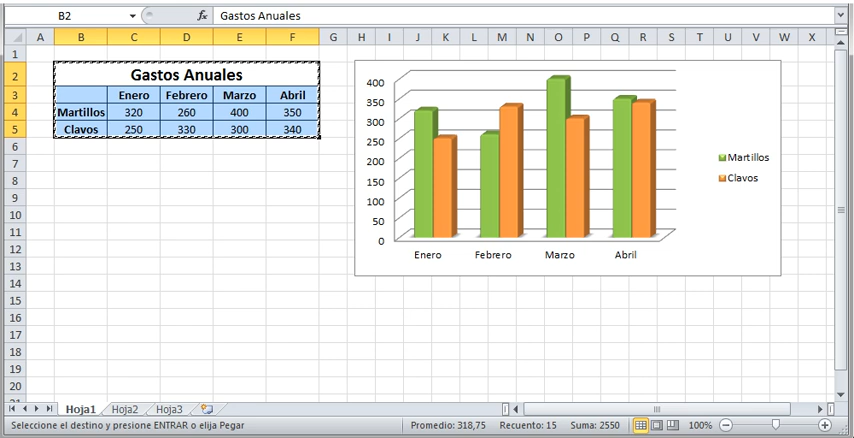 B2 fx Gastos Anuales
A B C D E F G H I J K L M N O P Q R S T U V W X
1
2 Gastos Anuales
3 Enero Febrero Marzo Abril
4 Martillos 320 260 400 350
5 Clavos 250 330 300 340
6
7
8
9
10
11
12
13
14
15
16
17
18
19
20
21
400
350
300
250
200
150
100
50
0
Enero Febrero Marzo Abril
Martillos
Clavos
Hoja1 Hoja2 Hoja3
Seleccione el destino y presione ENTRAR o elija Pegar Promedio: 318,75 Recuento: 15 Suma: 2550 100%